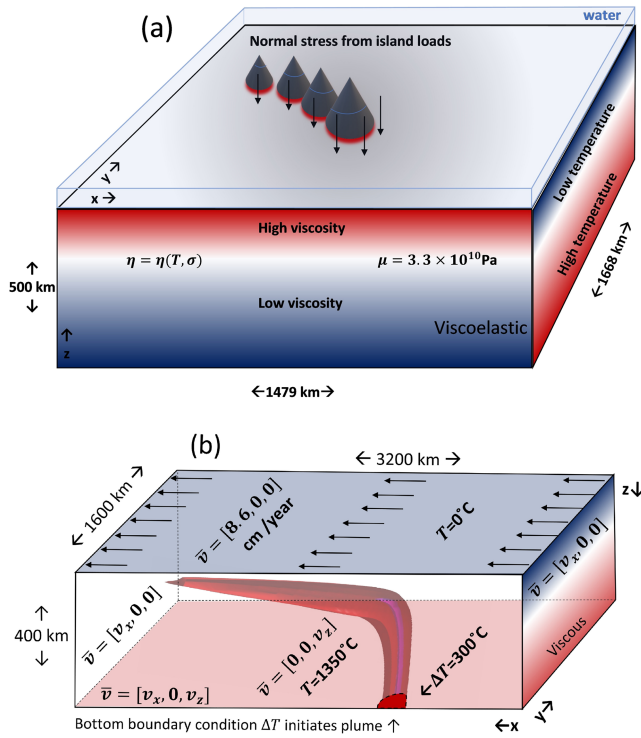 (a)
water
Normal stress from island loads
y →
x →
Low temperature
High temperature
High viscosity
η = η(T, σ)
μ = 3.3 × 10¹⁰Pa
↑
500 km
↓
Low viscosity
Viscoelastic
z →
←1479 km→
←1668 km→
(b)
← 3200 km →
← 1600 km →
z↓
v̅ = [8.6, 0, 0]
cm /year
T=0°C
v̅ = [vₓ, 0, 0]
v̅ = [vₓ, 0, 0]
↑
400 km
↓
v̅ = [0, 0, v_z]
T=1350°C
←ΔT=300°C
Viscous
v̅ = [vₓ, 0, v_z]
y→
←x
Bottom boundary condition ΔT initiates plume ↑